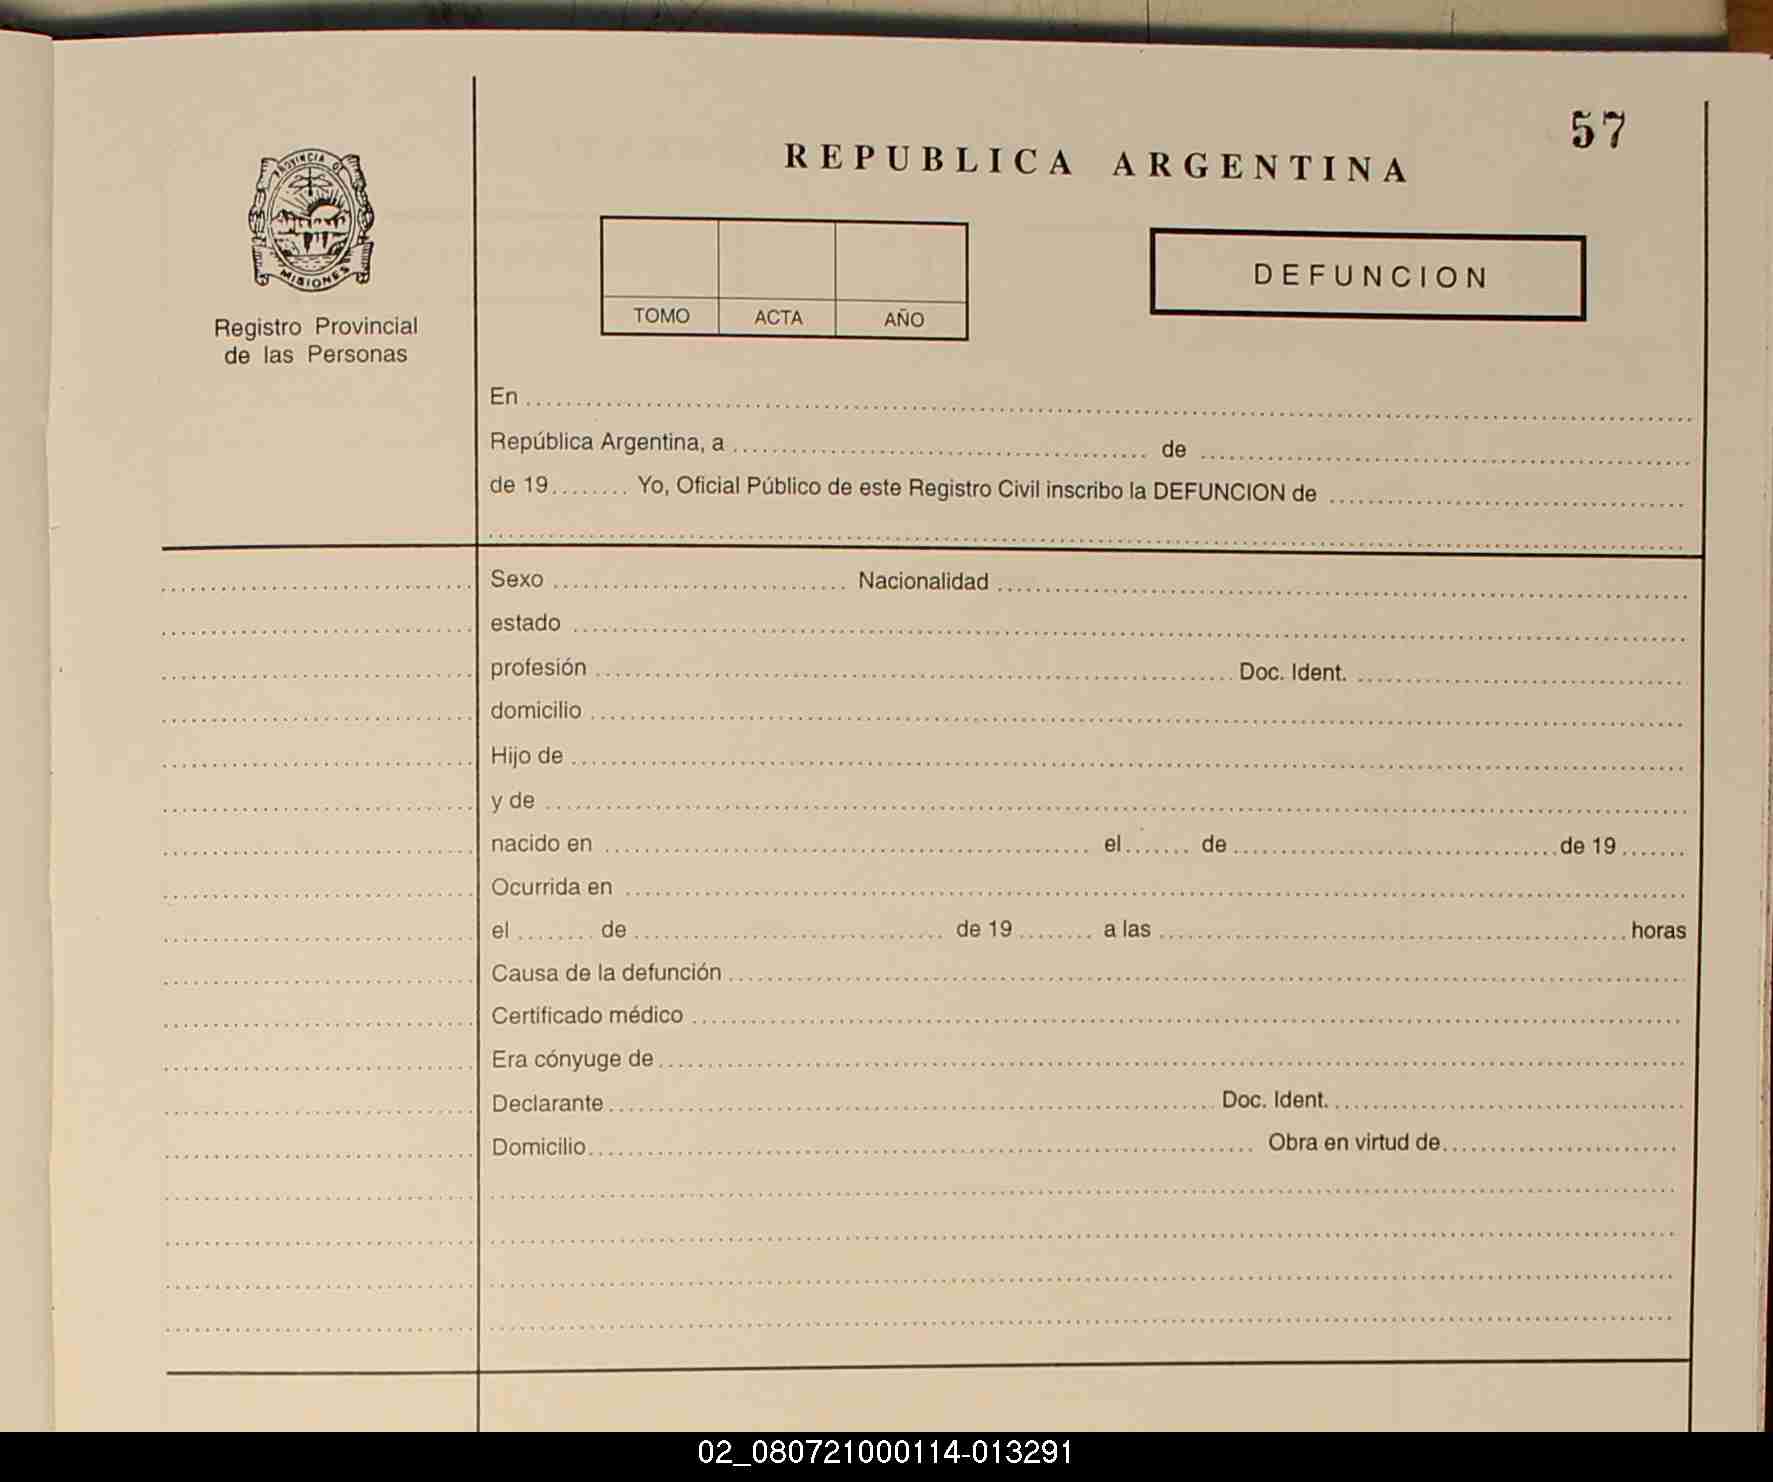 57
REPUBLICA ARGENTINA
PROVINCIA DE
MISIONES
Registro Provincial
de las Personas
TOMO ACTA AÑO
DEFUNCION
En
República Argentina, a de
de 19 Yo, Oficial Público de este Registro Civil inscribo la DEFUNCION de
Sexo Nacionalidad
estado
profesión Doc. Ident.
domicilio
Hijo de
y de
nacido en el de de 19
Ocurrida en
el de de 19 a las horas
Causa de la defunción
Certificado médico
Era cónyuge de
Declarante Doc. Ident.
Domicilio Obra en virtud de
02_080721000114-013291